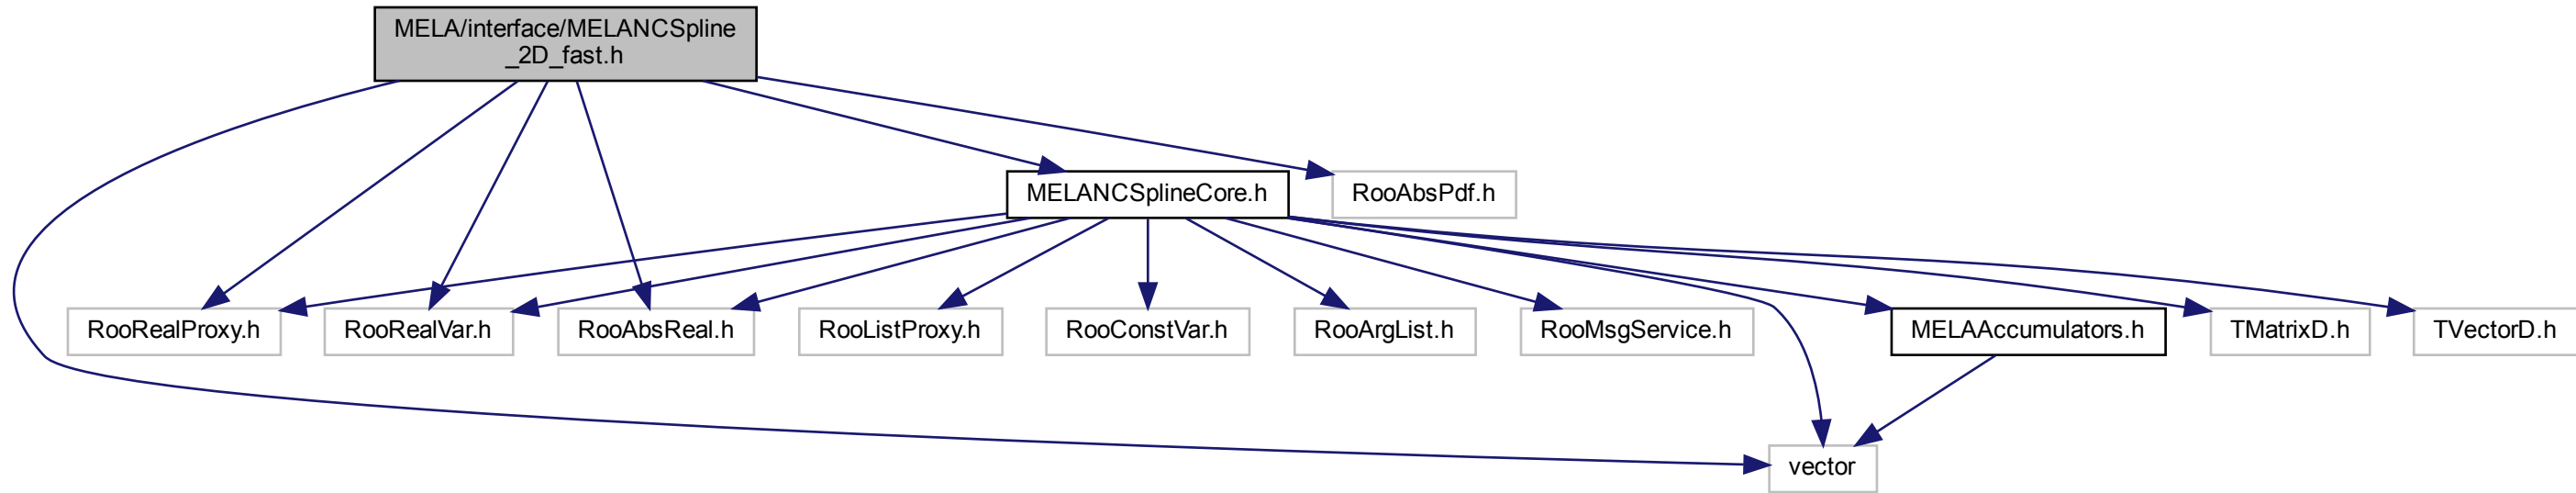 MELA/interface/MELANCSpline
_2D_fast.h
MELANCSplineCore.h
RooAbsPdf.h
RooRealProxy.h
RooRealVar.h
RooAbsReal.h
RooListProxy.h
RooConstVar.h
RooArgList.h
RooMsgService.h
MELAAccumulators.h
TMatrixD.h
TVectorD.h
vector